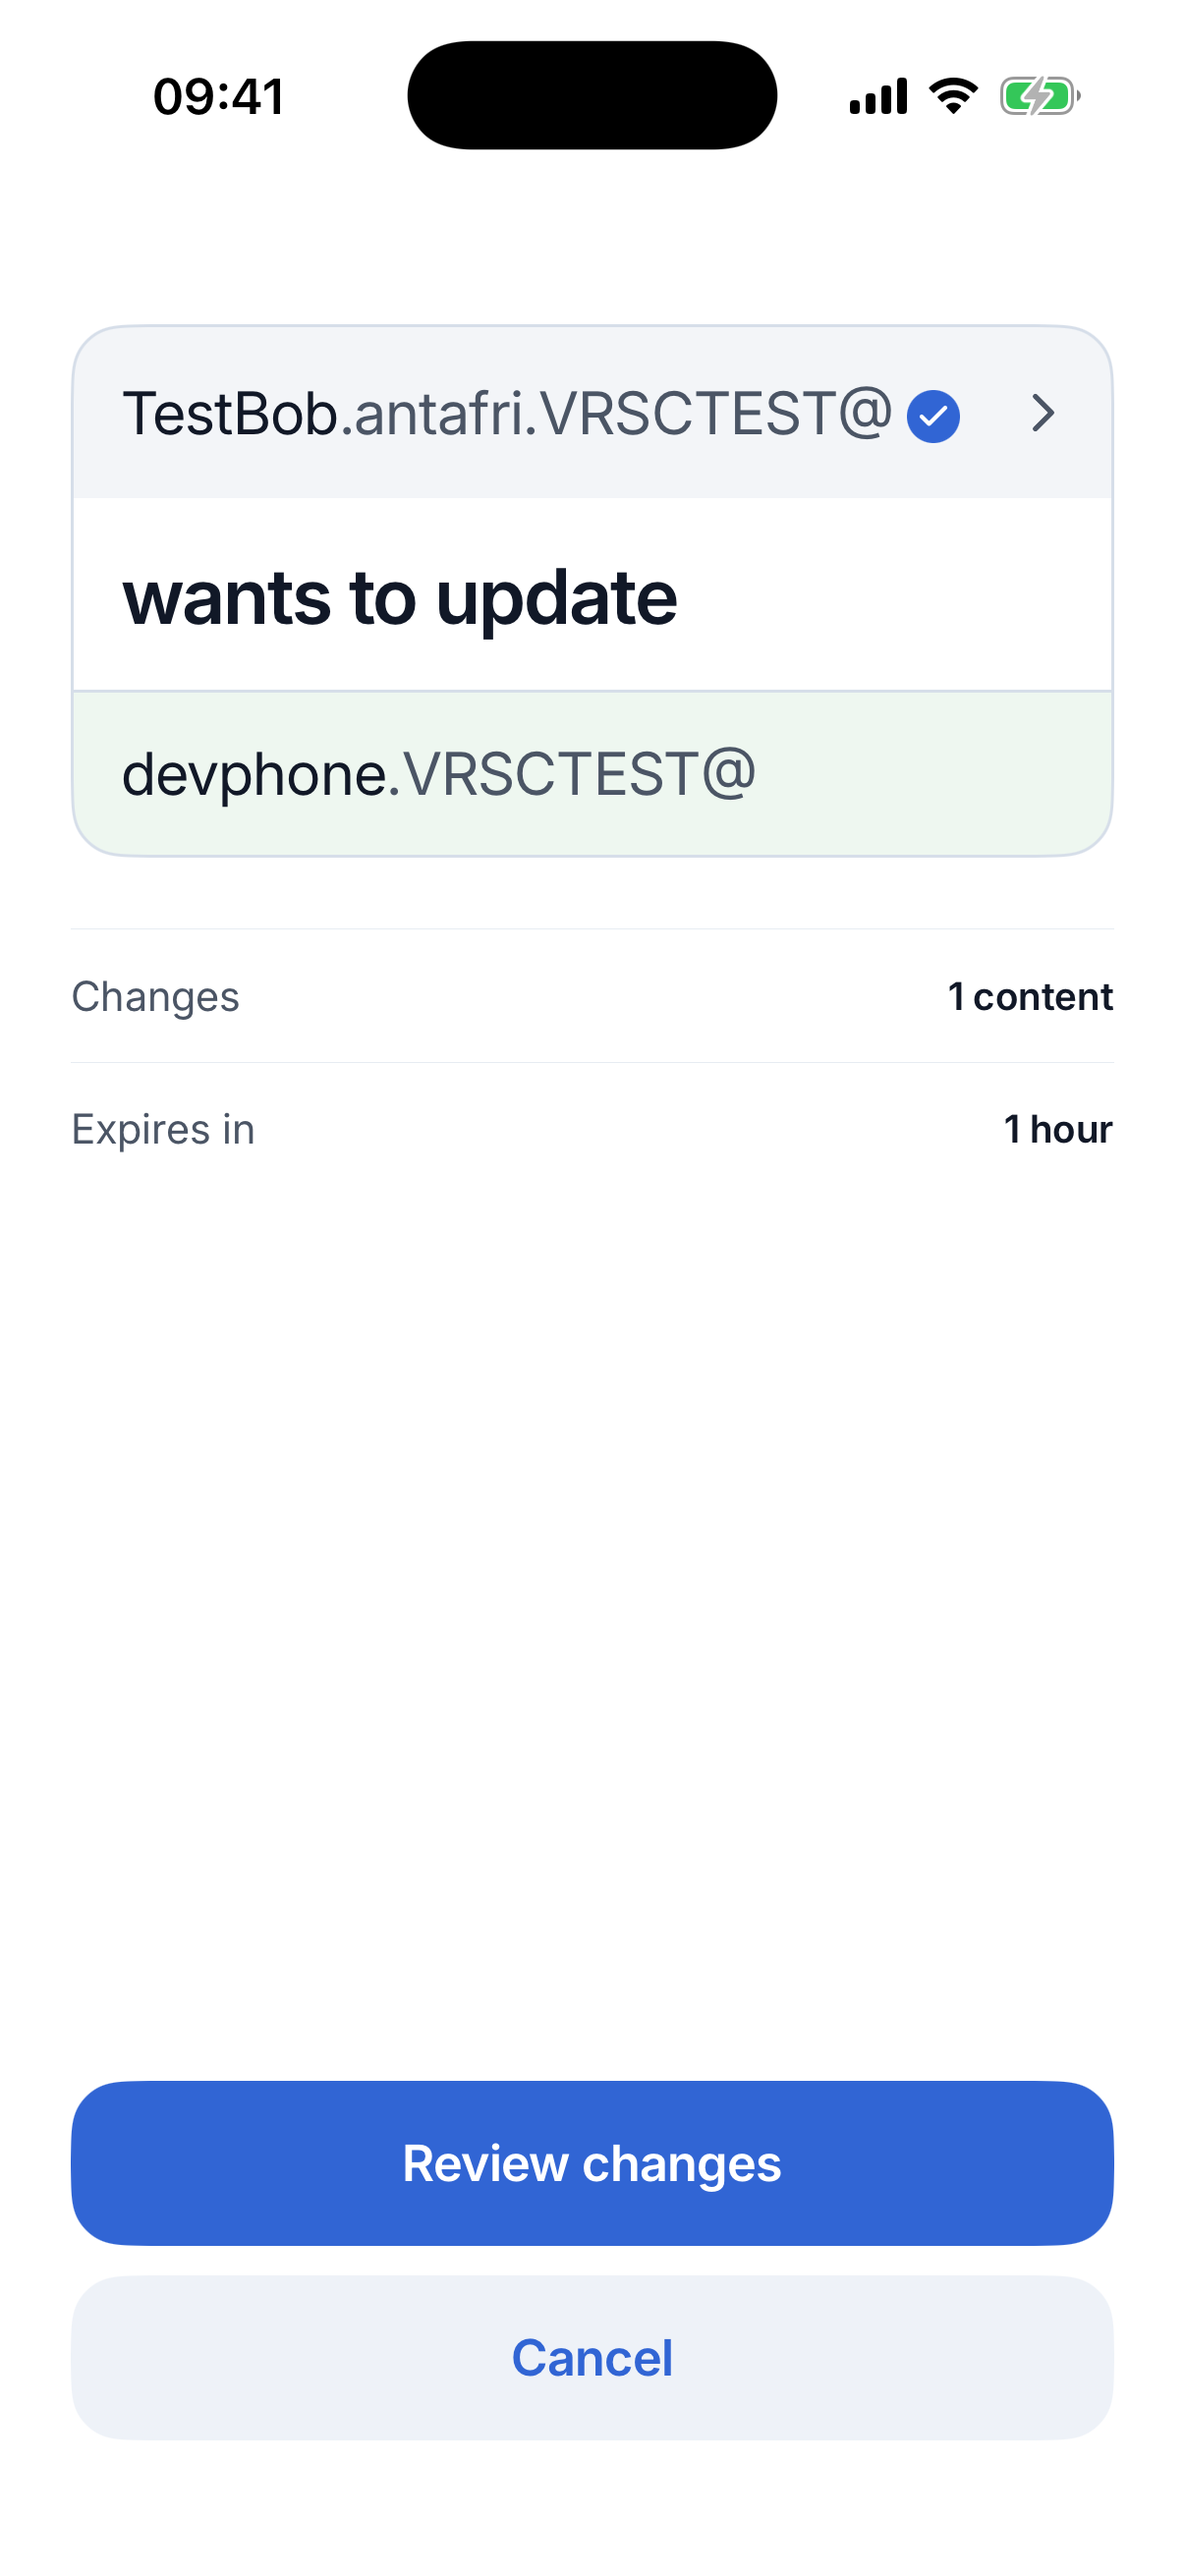 09:41
TestBob.antafri.VRSCTEST@
wants to update
devphone.VRSCTEST@
Changes 1 content
Expires in 1 hour
Review changes
Cancel